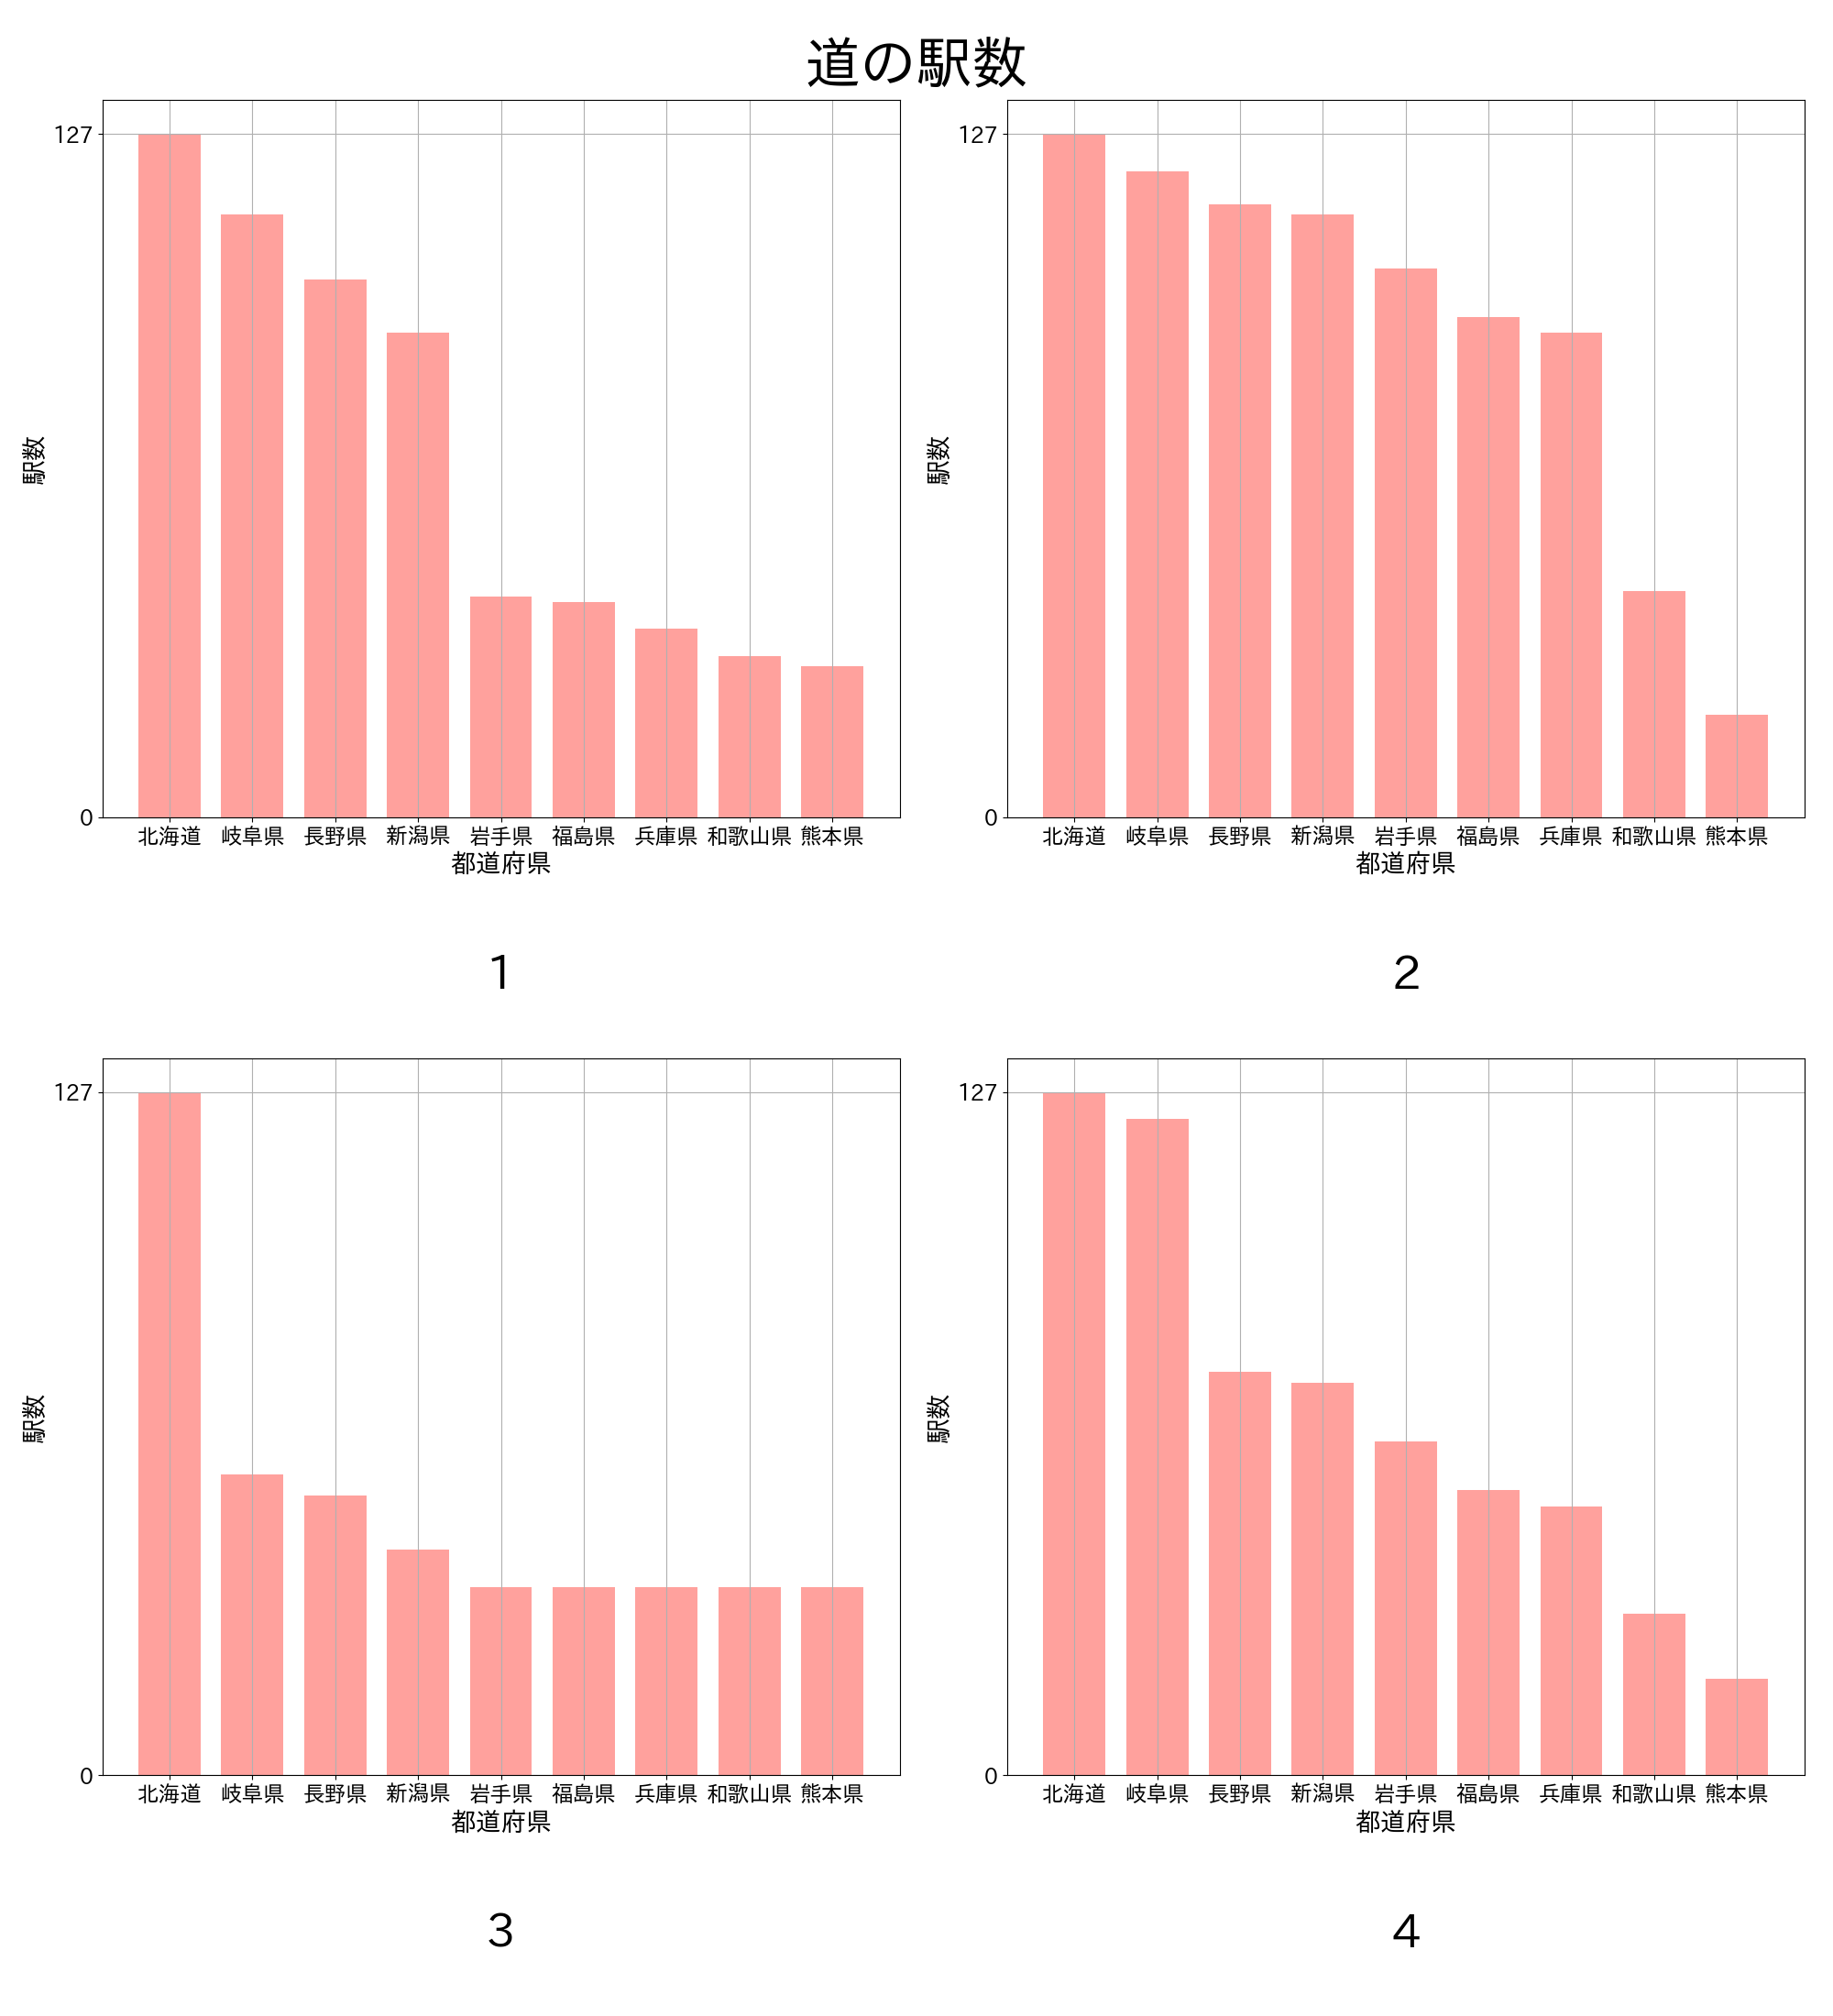 道の駅数
127
0
駅数
北海道 岐阜県 長野県 新潟県 岩手県 福島県 兵庫県 和歌山県 熊本県
都道府県
1
127
0
駅数
北海道 岐阜県 長野県 新潟県 岩手県 福島県 兵庫県 和歌山県 熊本県
都道府県
2
127
0
駅数
北海道 岐阜県 長野県 新潟県 岩手県 福島県 兵庫県 和歌山県 熊本県
都道府県
3
127
0
駅数
北海道 岐阜県 長野県 新潟県 岩手県 福島県 兵庫県 和歌山県 熊本県
都道府県
4